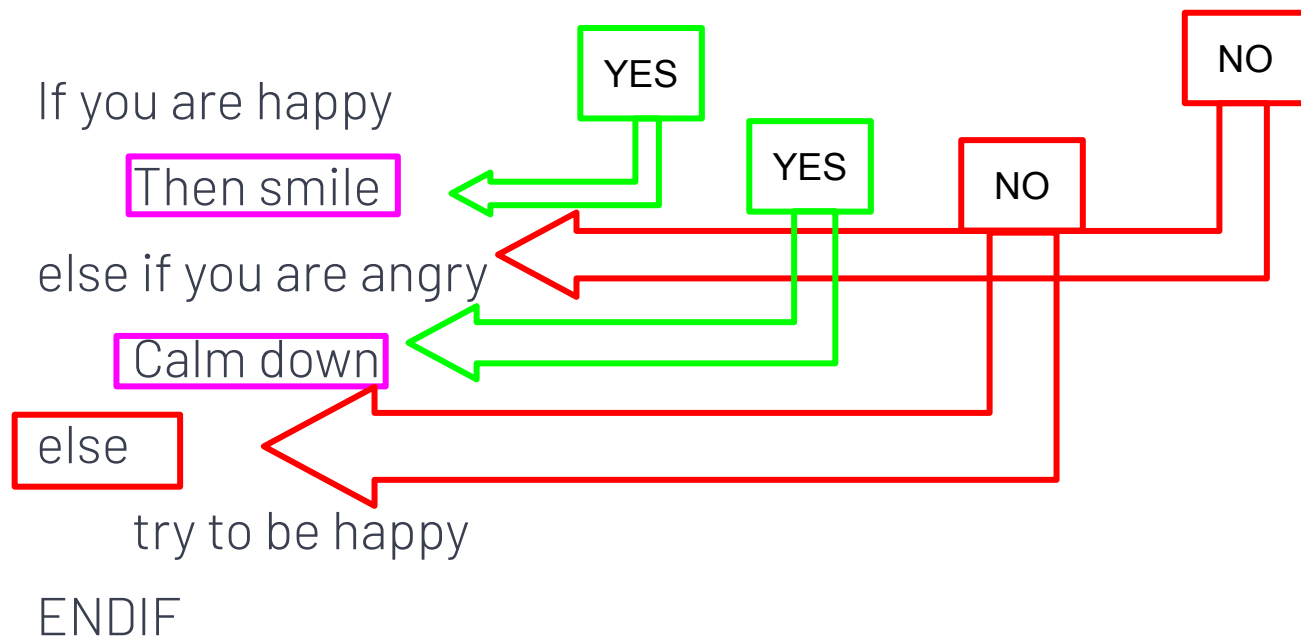 YES
NO
If you are happy
YES
Then smile
NO
else if you are angry
Calm down
else
try to be happy
ENDIF